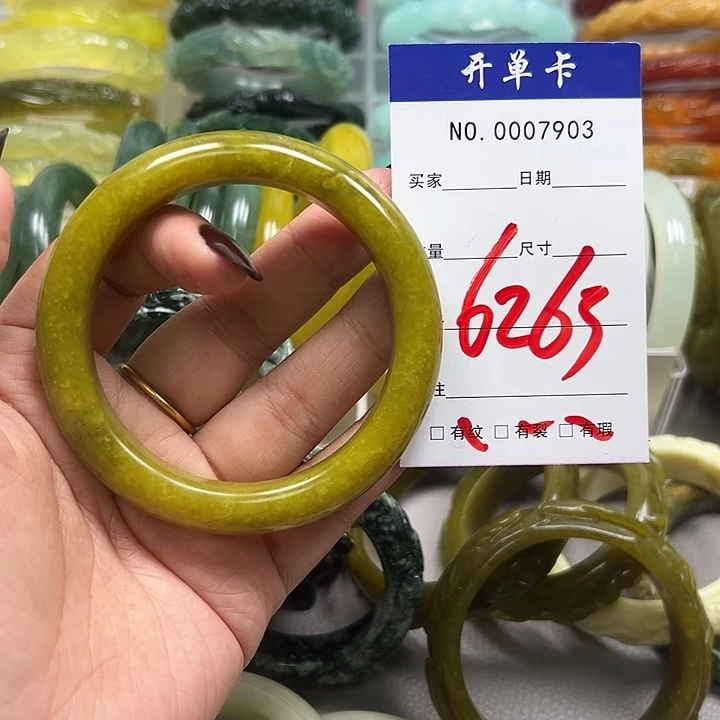 开单卡
NO.0007903
买家 日期
量 尺寸
6265
注
□有纹 □有裂 □有瑕